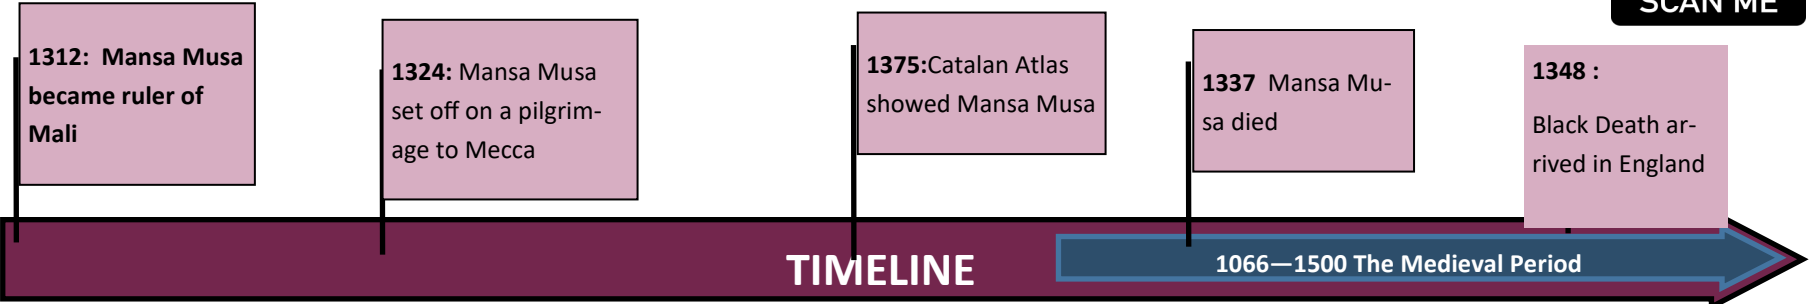 SCAN ME
1312:  Mansa Musa
became ruler of
Mali
1324: Mansa Musa
set off on a pilgrim-
age to Mecca
1375:Catalan Atlas
showed Mansa Musa
1337  Mansa Mu-
sa died
1348 :
Black Death ar-
rived in England
TIMELINE
1066—1500 The Medieval Period